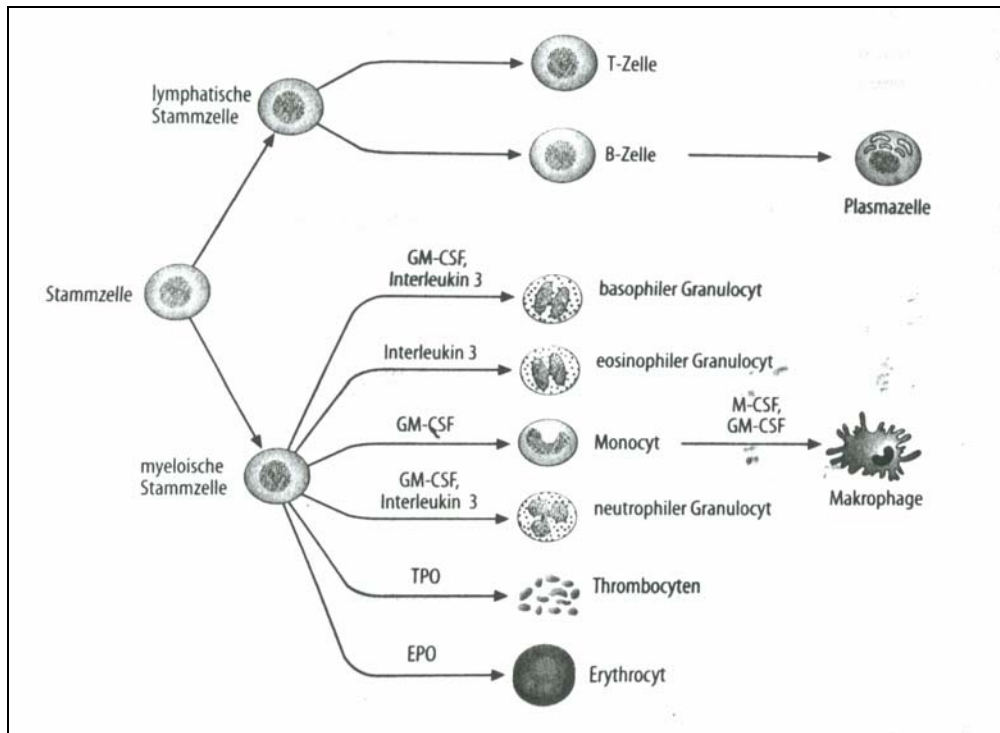 T-Zelle
lymphatische
Stammzelle
B-Zelle
Plasmazelle
Stammzelle
GM-CSF,
Interleukin 3
basophiler Granulocyt
Interleukin 3
eosinophiler Granulocyt
GM-CSF
Monocyt
M-CSF,
GM-CSF
Makrophage
myeloische
Stammzelle
GM-CSF,
Interleukin 3
neutrophiler Granulocyt
TPO
Thrombocyten
EPO
Erythrocyt